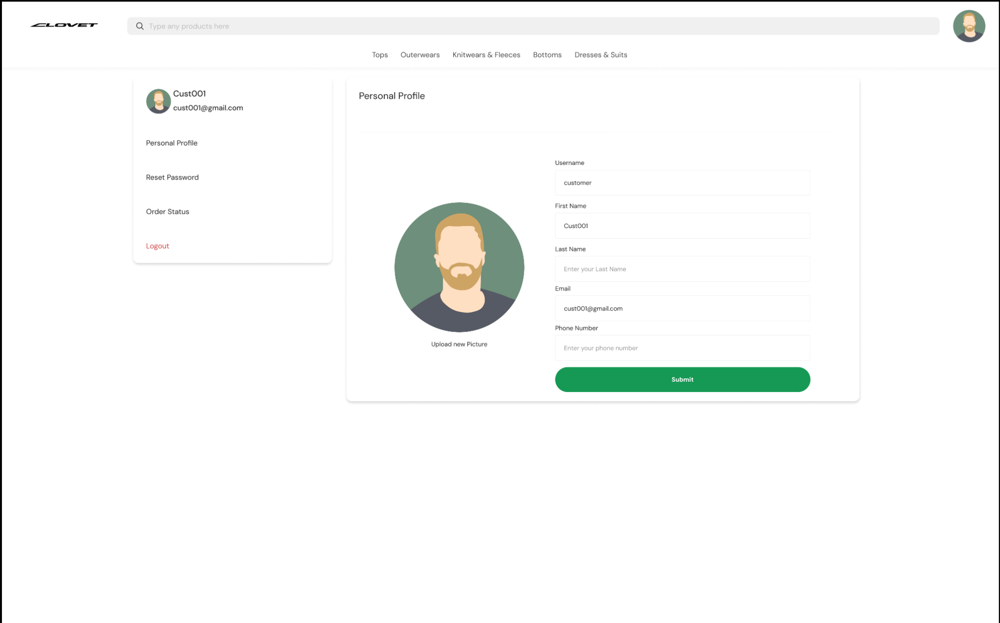 CLOVET
Type any products here
Tops Outerwears Knitwears & Fleeces Bottoms Dresses & Suits
Cust001
cust001@gmail.com
Personal Profile
Reset Password
Order Status
Logout
Personal Profile
Upload new Picture
Username
customer
First Name
Cust001
Last Name
Enter your Last Name
Email
cust001@gmail.com
Phone Number
Enter your phone number
Submit